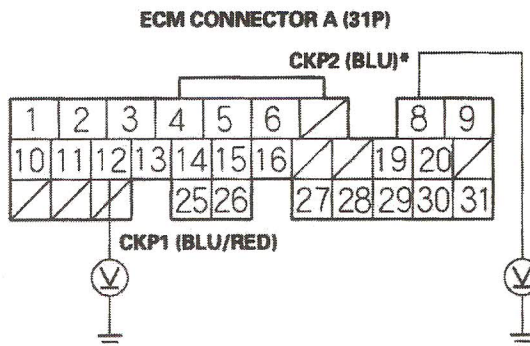 ECM CONNECTOR A (31P)
CKP2 (BLU)*
1 2 3 4 5 6 8 9
10 11 12 13 14 15 16 19 20
25 26 27 28 29 30 31
CKP1 (BLU/RED)
V V